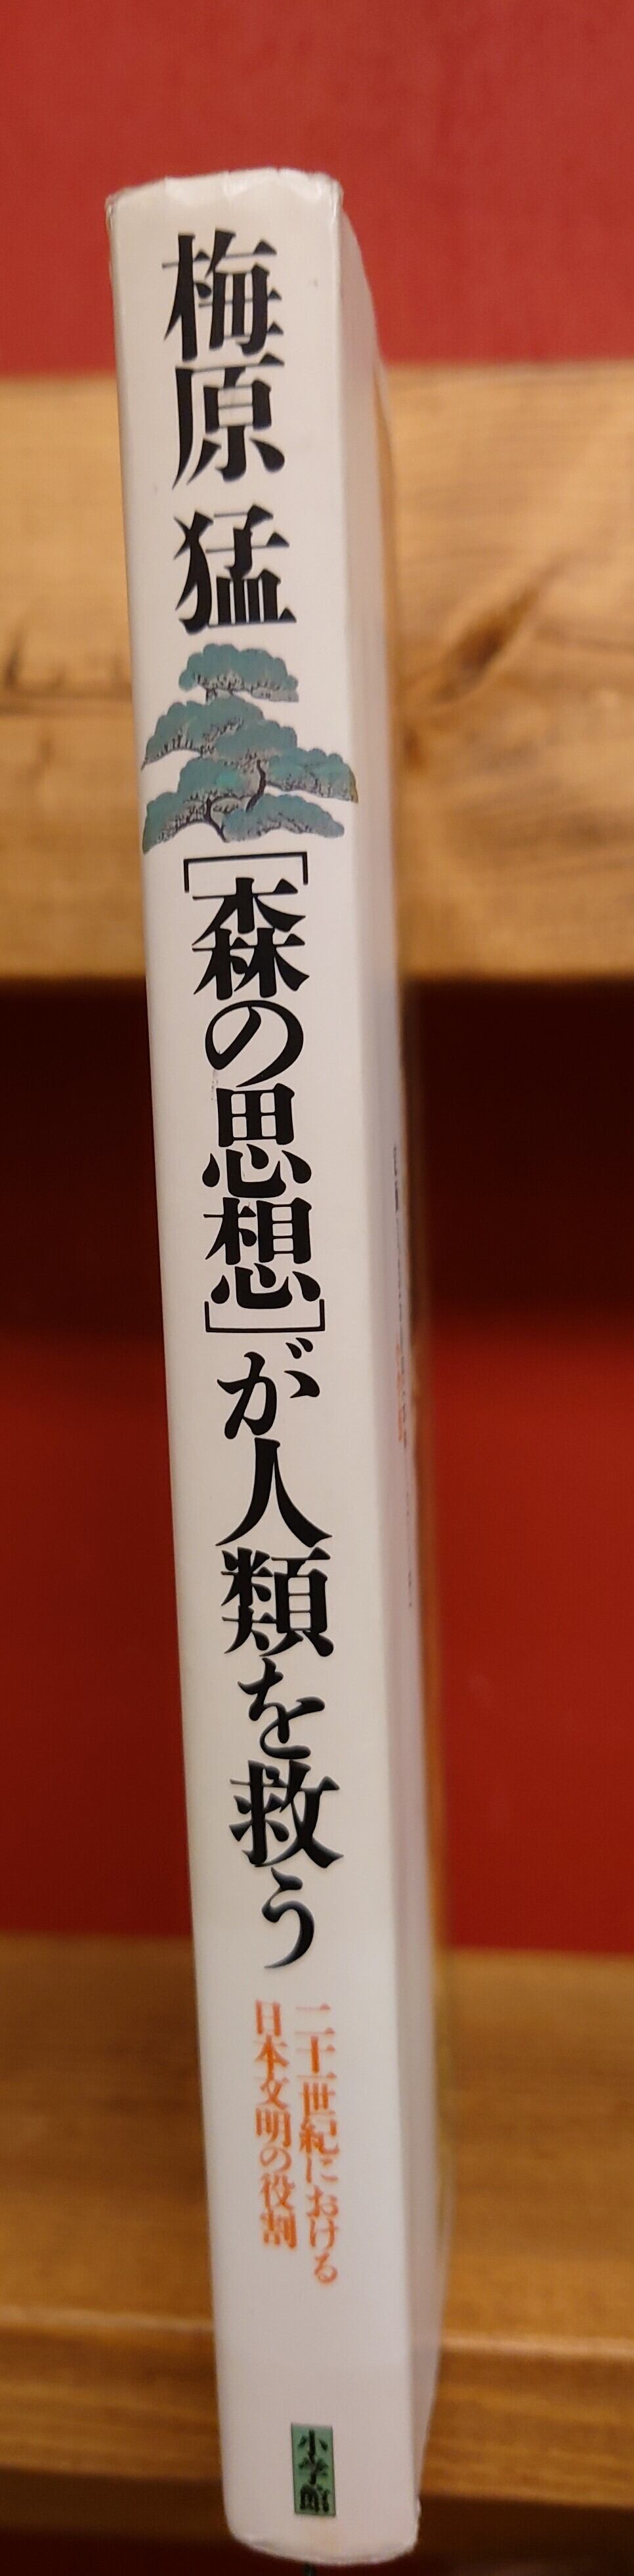 梅原 猛
[森の思想]が人類を救う
二十一世紀における
日本文明の役割
小学館